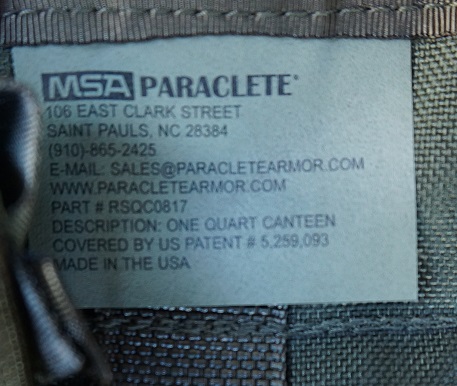 MSA PARACLETE®
106 EAST CLARK STREET
SAINT PAULS, NC 28384
(910)-865-2425
E-MAIL: SALES@PARACLETEARMOR.COM
WWW.PARACLETEARMOR.COM
PART # RSQC0817
DESCRIPTION: ONE QUART CANTEEN
COVERED BY US PATENT # 5,259,093
MADE IN THE USA